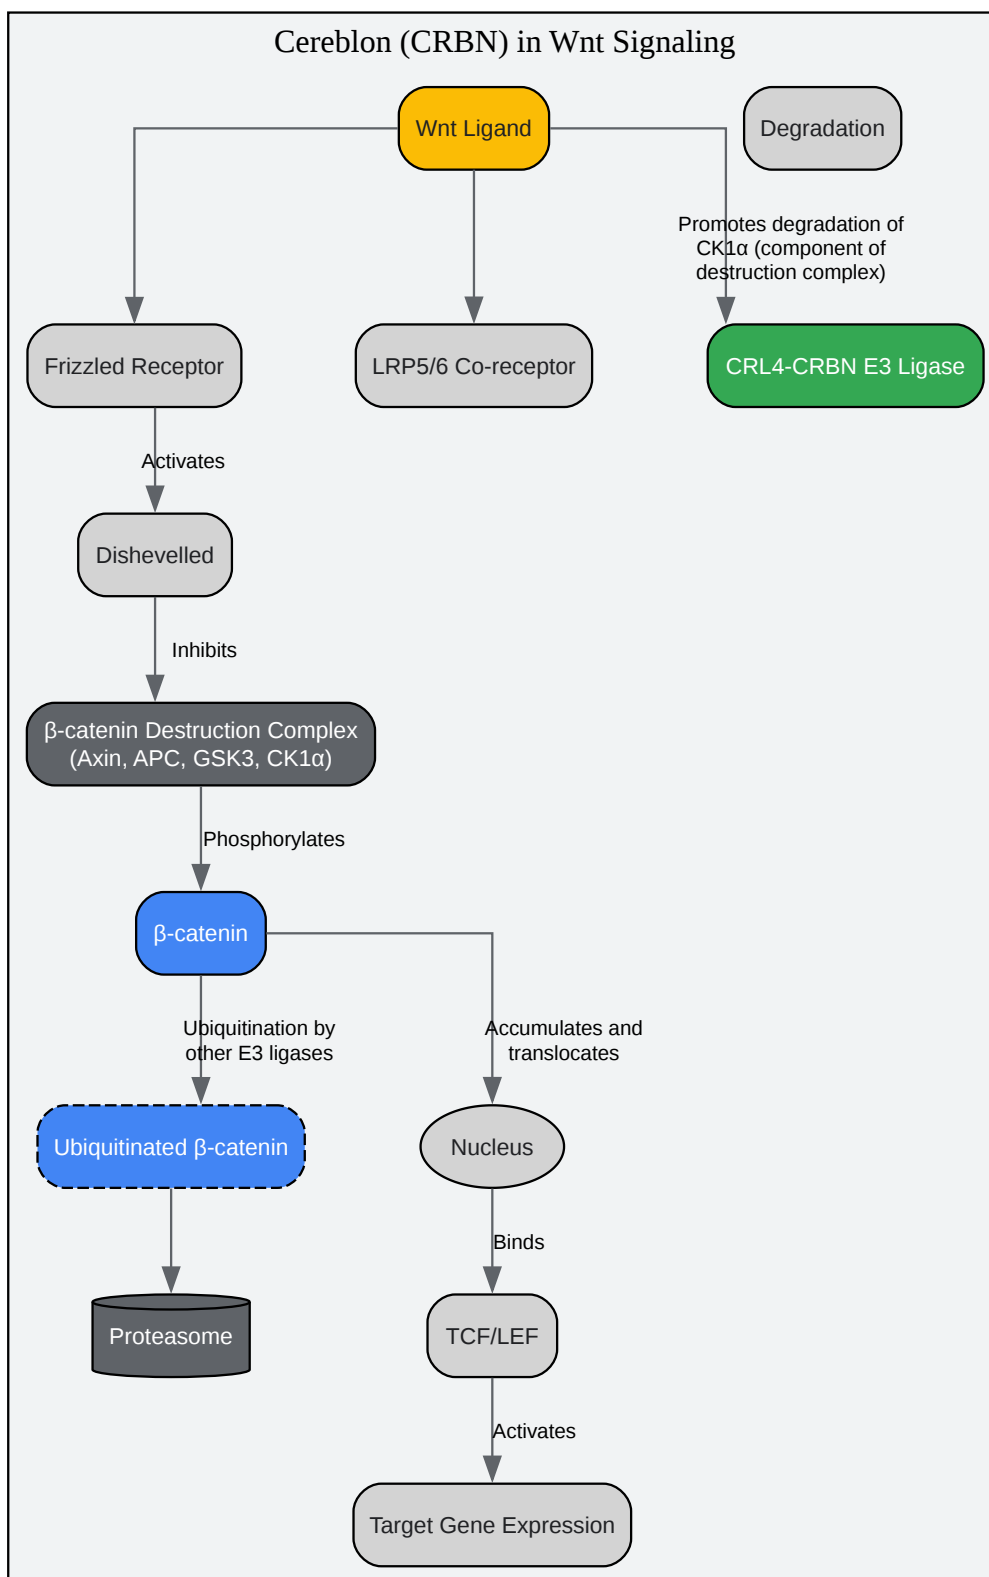 Cereblon (CRBN) in Wnt Signaling
Wnt Ligand
Degradation
Promotes degradation of
CK1α (component of
destruction complex)
Frizzled Receptor
LRP5/6 Co-receptor
CRL4-CRBN E3 Ligase
Activates
Dishevelled
Inhibits
β-catenin Destruction Complex
(Axin, APC, GSK3, CK1α)
Phosphorylates
β-catenin
Ubiquitination by
other E3 ligases
Accumulates and
translocates
Ubiquitinated β-catenin
Nucleus
Binds
Proteasome
TCF/LEF
Activates
Target Gene Expression